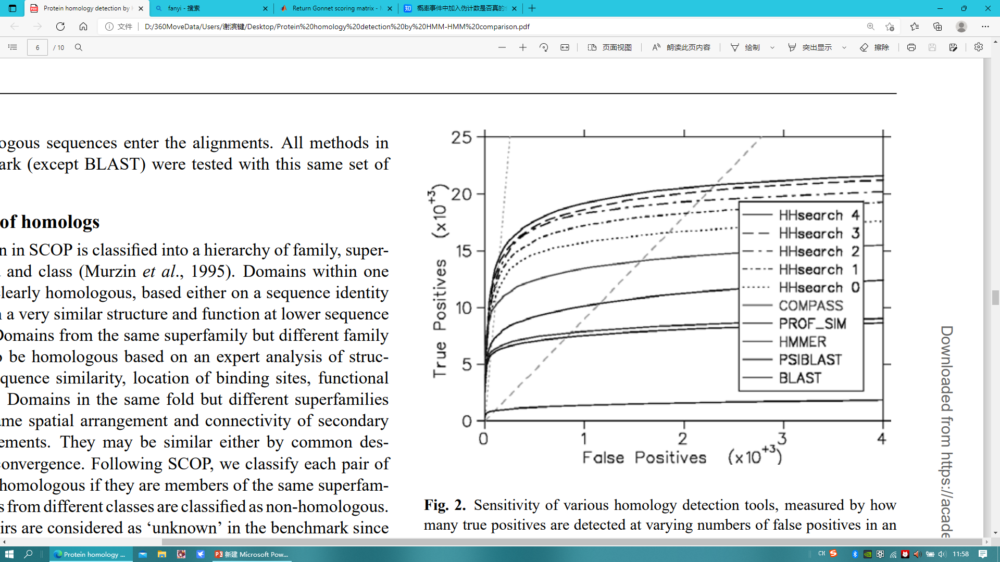 Protein homology detection by H
fanyi - 搜索
Return Gonnet scoring matrix - M
概率事件中加入伪计数是否真的
文件
D:/360MoveData/Users/谢滨键/Desktop/Protein%20homology%20detection%20by%20HMM-HMM%20comparison.pdf
6 / 10
页面视图
朗读此页内容
绘制
突出显示
擦除
ogous sequences enter the alignments. All methods in
ark (except BLAST) were tested with this same set of
of homologs
n in SCOP is classified into a hierarchy of family, super-
and class (Murzin et al., 1995). Domains within one
learly homologous, based either on a sequence identity
a very similar structure and function at lower sequence
Domains from the same superfamily but different family
o be homologous based on an expert analysis of struc-
quence similarity, location of binding sites, functional
Domains in the same fold but different superfamilies
ame spatial arrangement and connectivity of secondary
ements. They may be similar either by common des-
convergence. Following SCOP, we classify each pair of
homologous if they are members of the same superfam-
s from different classes are classified as non-homologous.
irs are considered as ‘unknown’ in the benchmark since
True Positives (x10+3)
25
20
15
10
5
0
HHsearch 4
HHsearch 3
HHsearch 2
HHsearch 1
HHsearch 0
COMPASS
PROF_SIM
HMMER
PSIBLAST
BLAST
0 1 2 3 4
False Positives (x10+3)
Fig. 2. Sensitivity of various homology detection tools, measured by how
many true positives are detected at varying numbers of false positives in an
Downloaded from https://acade
Protein homology ...
新建 Microsoft Pow...
CH
11:58